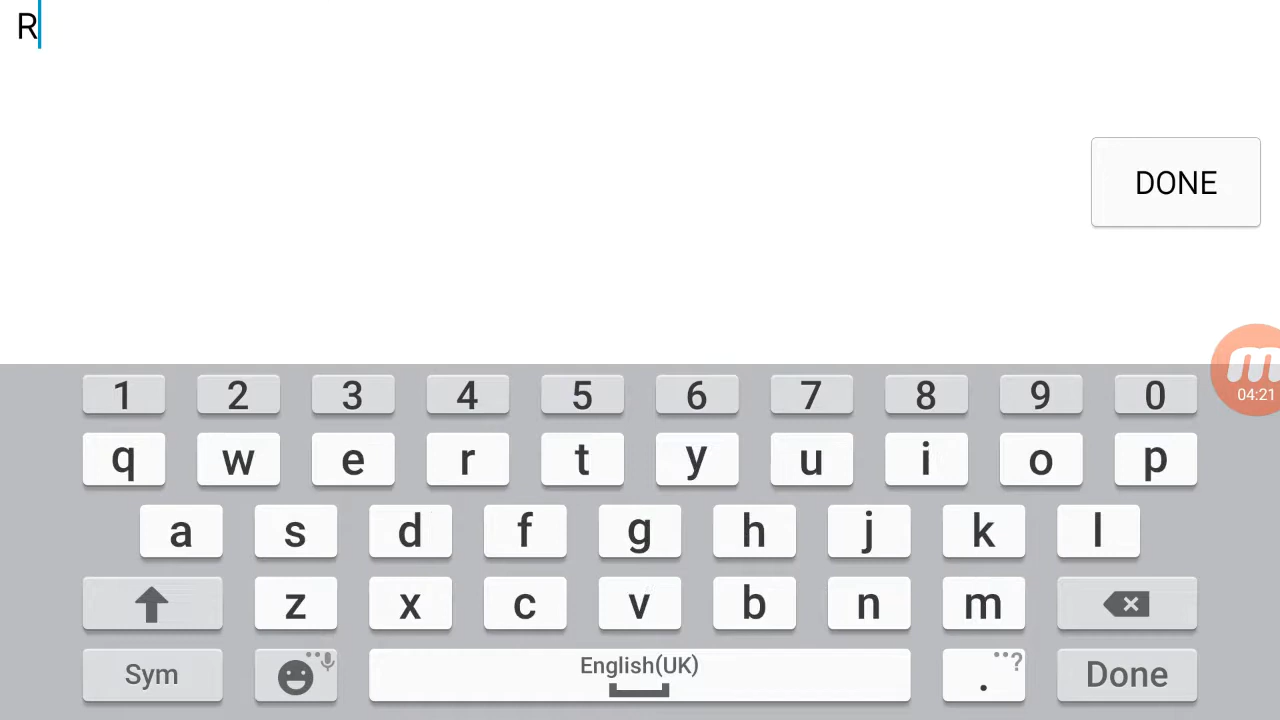 R
DONE
04:21
1 2 3 4 5 6 7 8 9 0
q w e r t y u i o p
a s d f g h j k l
z x c v b n m
Sym English(UK) . ? Done